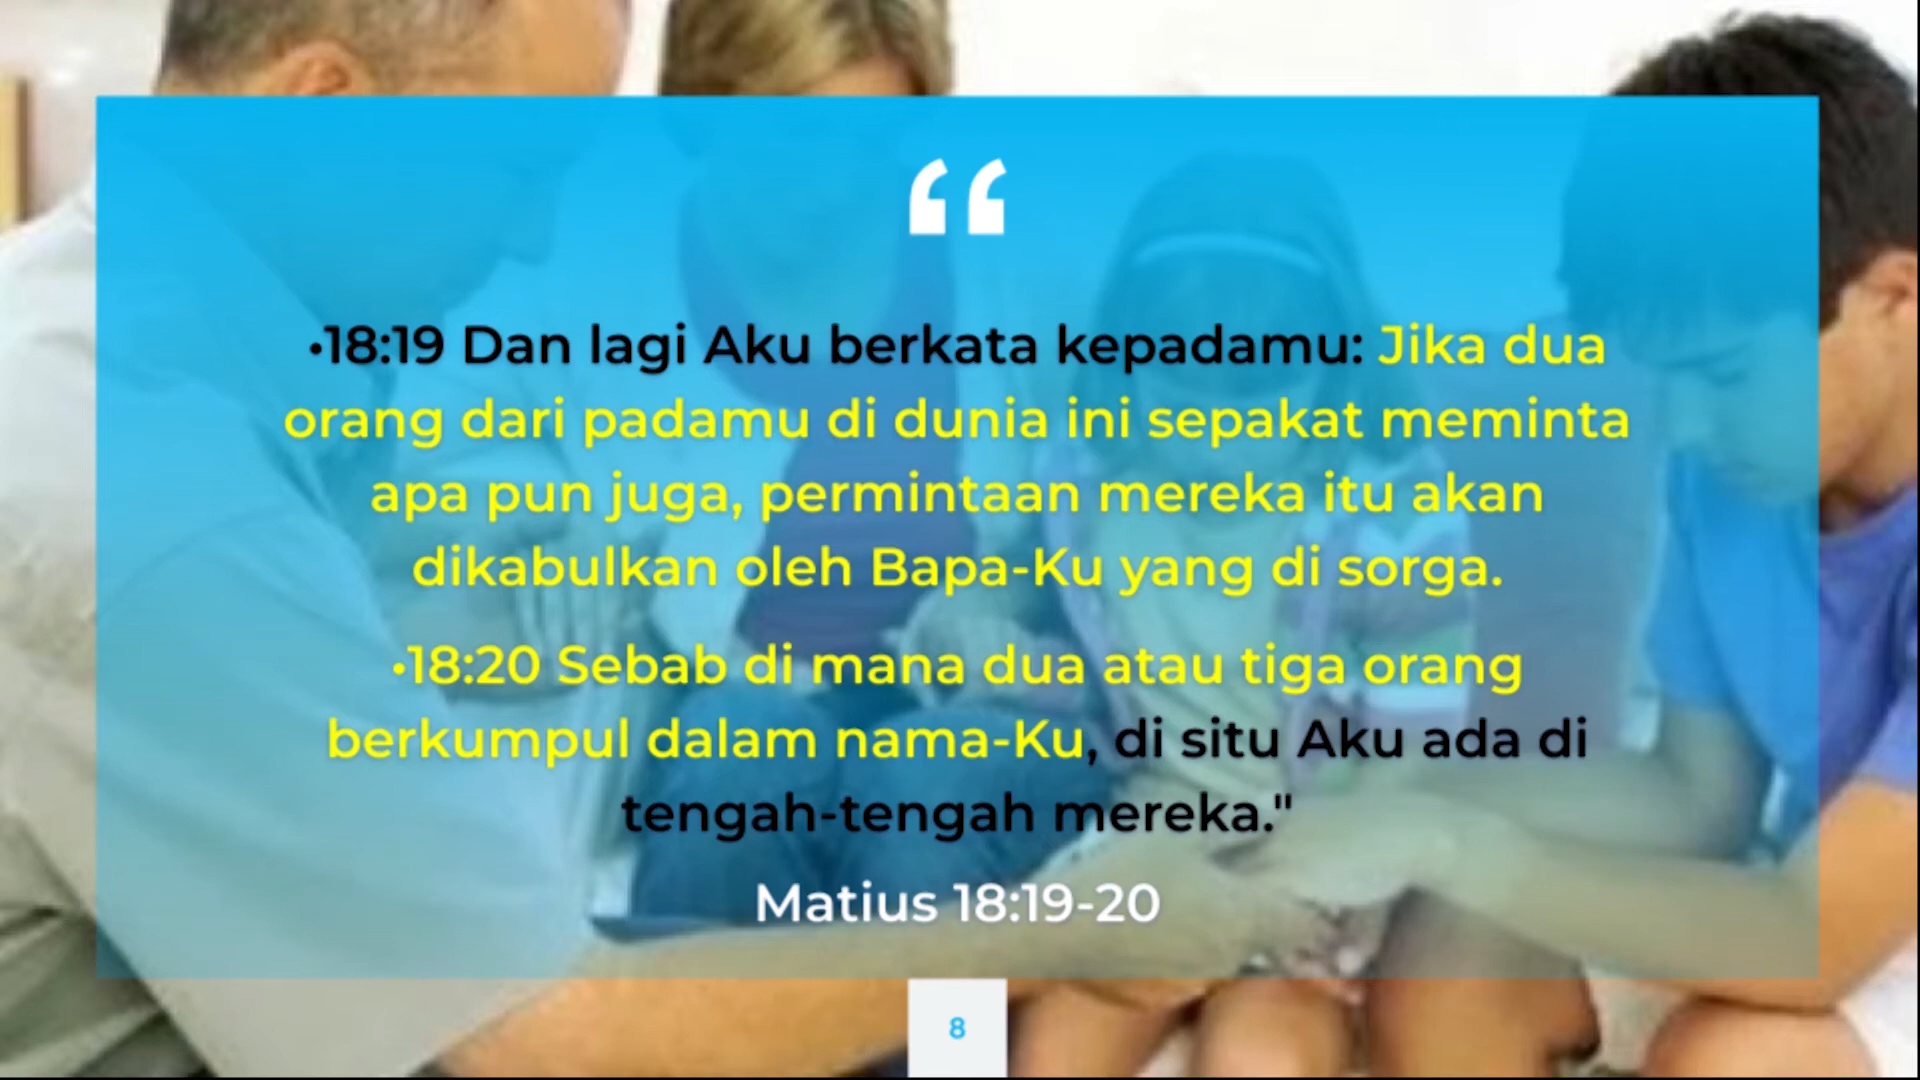 “
•18:19 Dan lagi Aku berkata kepadamu: Jika dua
orang dari padamu di dunia ini sepakat meminta
apa pun juga, permintaan mereka itu akan
dikabulkan oleh Bapa-Ku yang di sorga.
•18:20 Sebab di mana dua atau tiga orang
berkumpul dalam nama-Ku, di situ Aku ada di
tengah-tengah mereka."
Matius 18:19-20
8